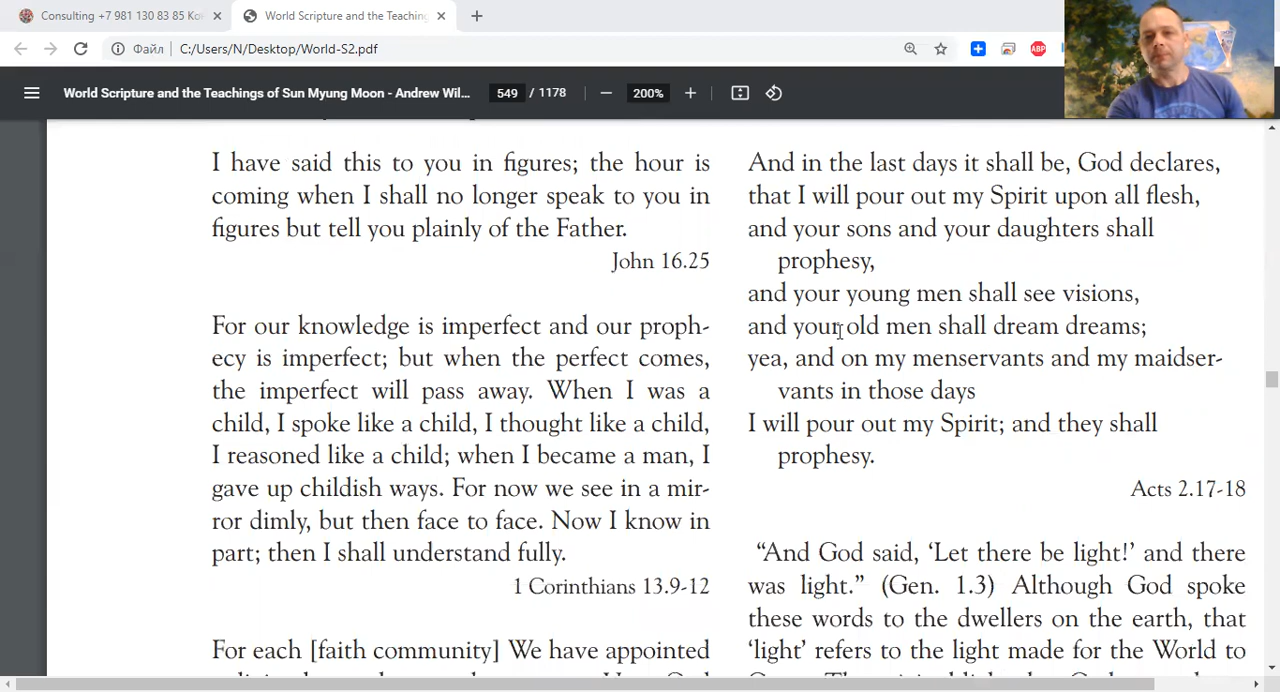 Consulting +7 981 130 83 85
World Scripture and the Teaching
Файл
C:/Users/N/Desktop/World-S2.pdf
ABP
World Scripture and the Teachings of Sun Myung Moon - Andrew Wil...
549 / 1178
200%
I have said this to you in figures; the hour is
coming when I shall no longer speak to you in
figures but tell you plainly of the Father.
John 16.25
For our knowledge is imperfect and our proph-
ecy is imperfect; but when the perfect comes,
the imperfect will pass away. When I was a
child, I spoke like a child, I thought like a child,
I reasoned like a child; when I became a man, I
gave up childish ways. For now we see in a mir-
ror dimly, but then face to face. Now I know in
part; then I shall understand fully.
1 Corinthians 13.9-12
For each [faith community] We have appointed
And in the last days it shall be, God declares,
that I will pour out my Spirit upon all flesh,
and your sons and your daughters shall
prophesy,
and your young men shall see visions,
and your old men shall dream dreams;
yea, and on my menservants and my maidser-
vants in those days
I will pour out my Spirit; and they shall
prophesy.
Acts 2.17-18
“And God said, ‘Let there be light!’ and there
was light.” (Gen. 1.3) Although God spoke
these words to the dwellers on the earth, that
‘light’ refers to the light made for the World to